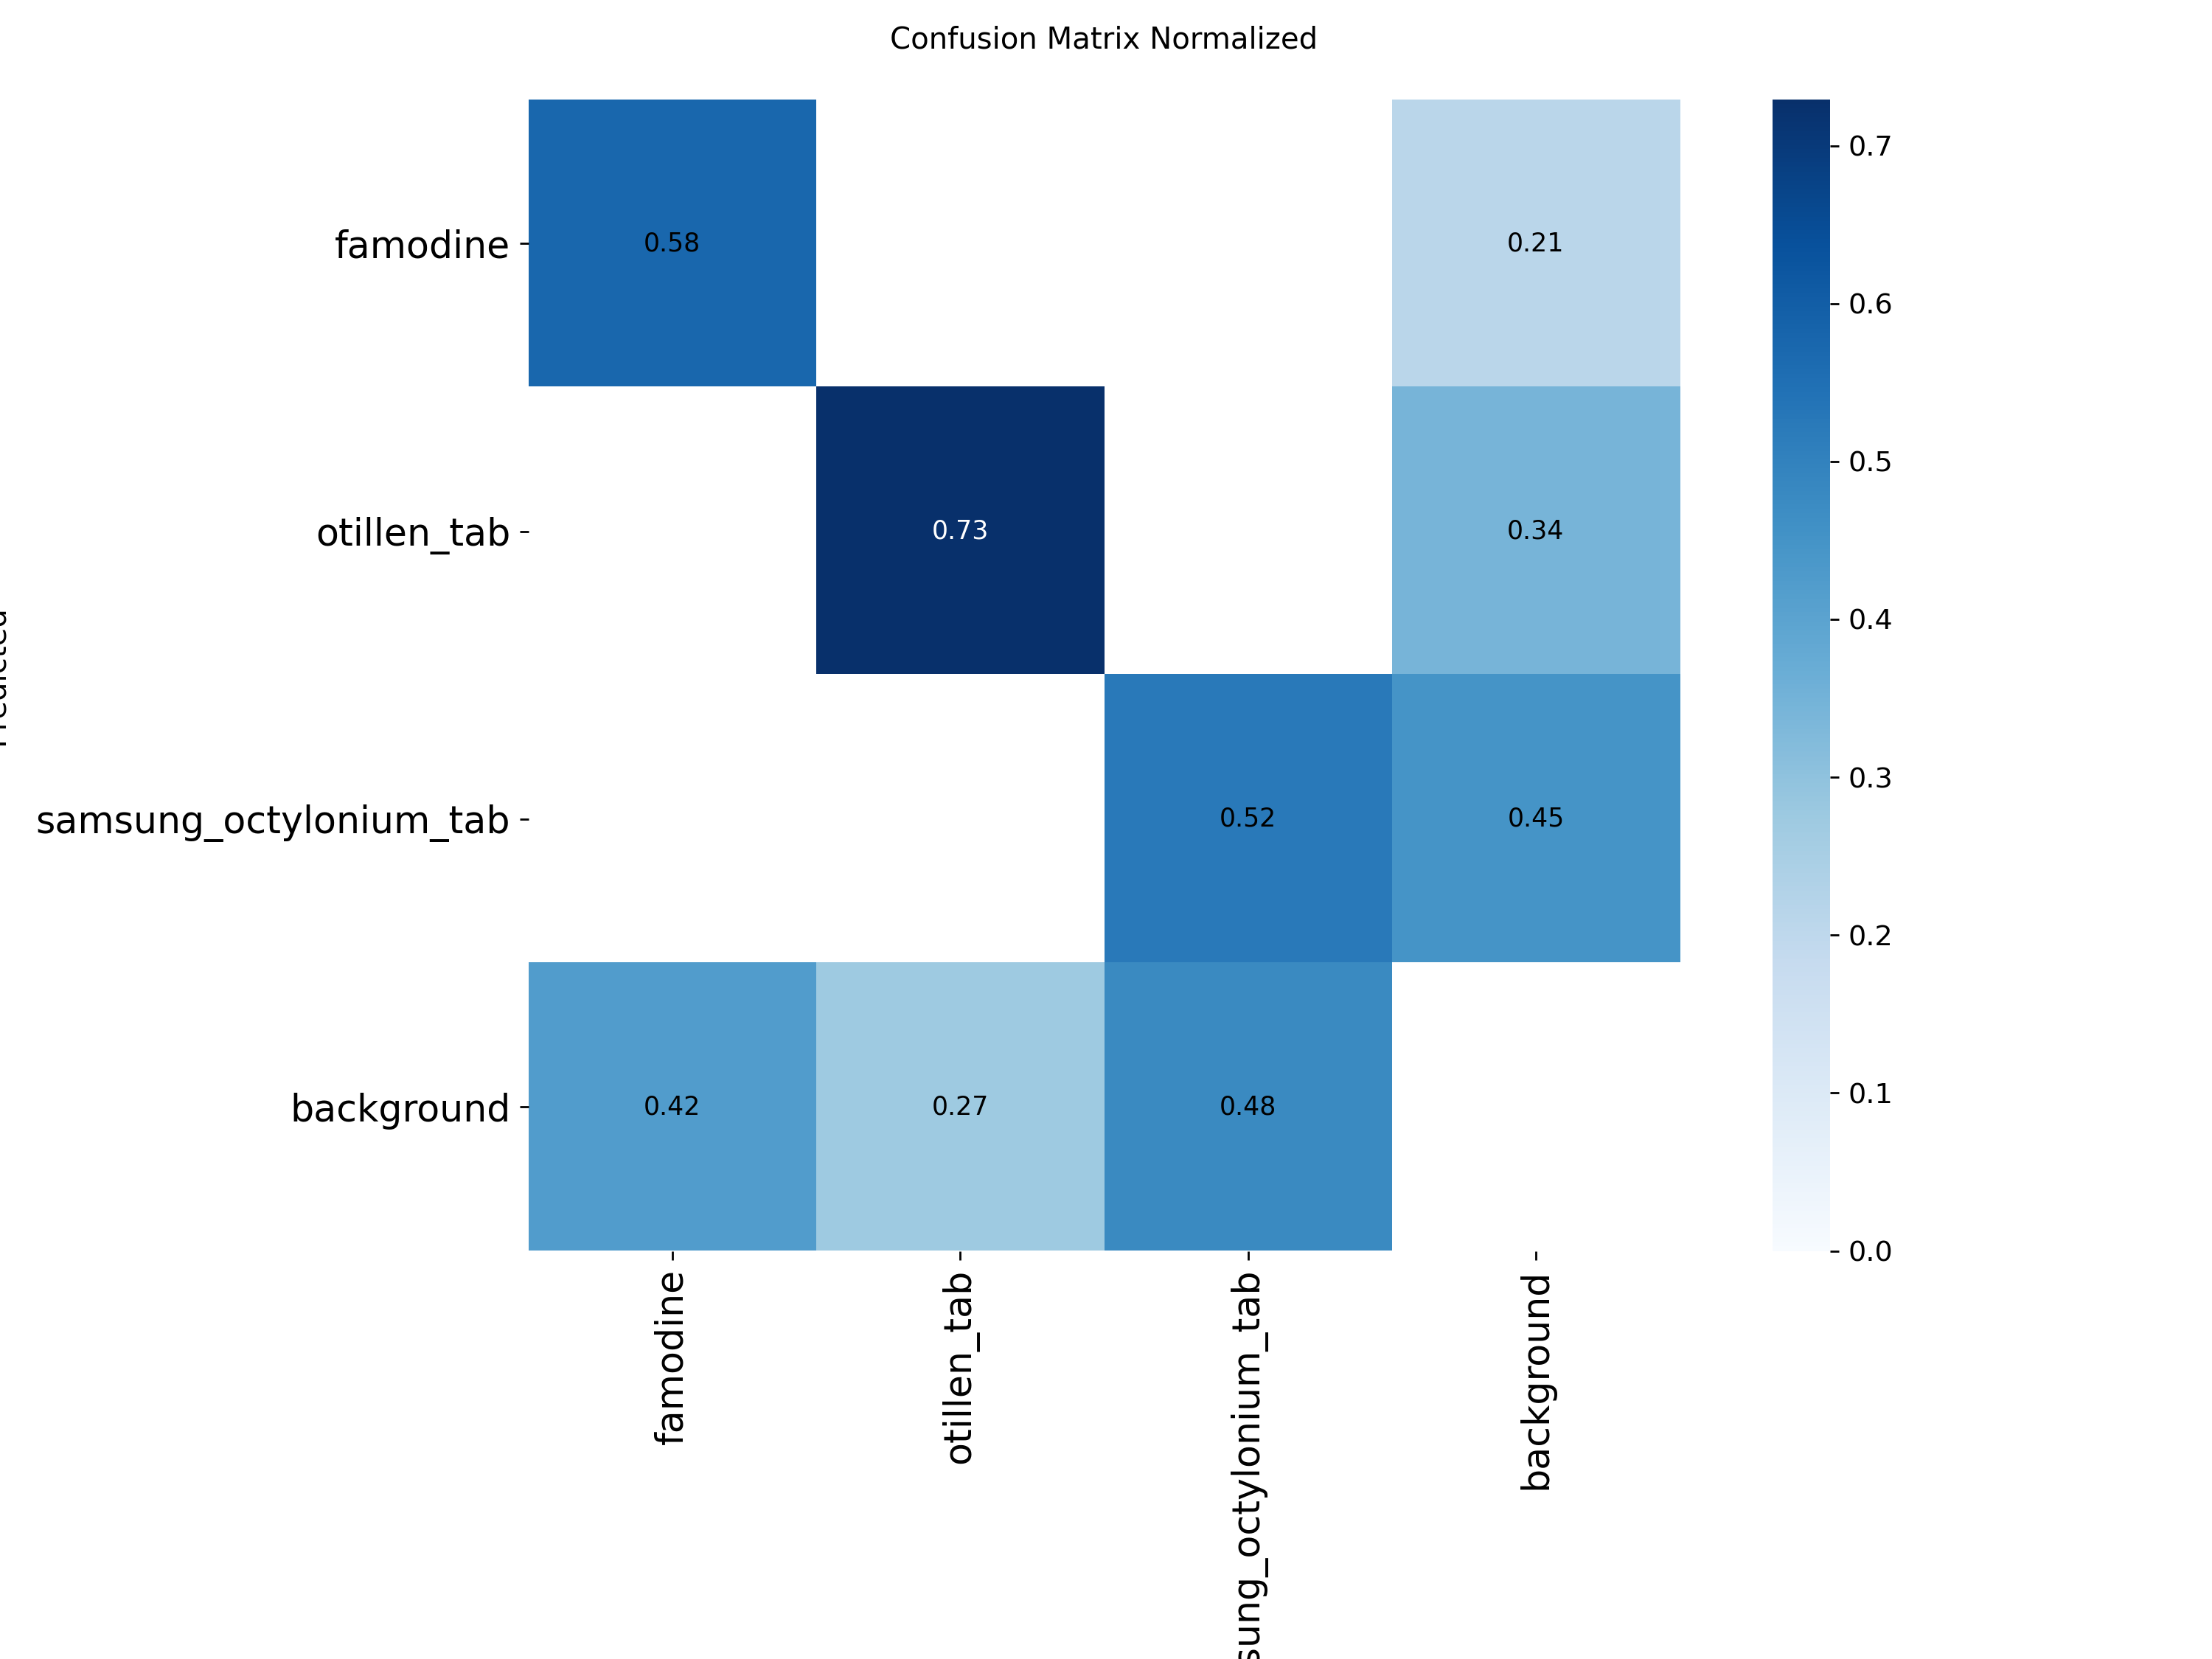 Confusion Matrix Normalized
famodine
0.58
0.21
otillen_tab
0.73
0.34
samsung_octylonium_tab
0.52
0.45
background
0.42
0.27
0.48
0.7
0.6
0.5
0.4
0.3
0.2
0.1
0.0
famodine
otillen_tab
sung_octylonium_tab
background